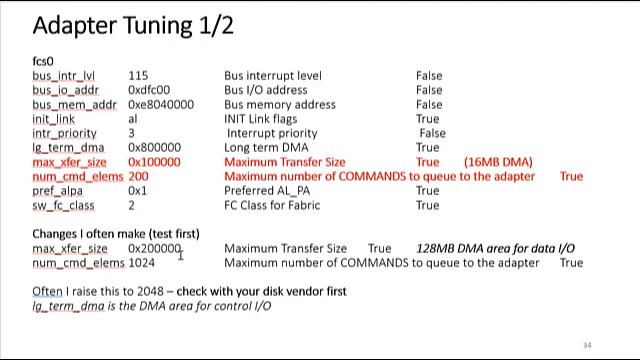 Adapter Tuning 1/2
fcs0
bus_intr_lvl 115 Bus interrupt level False
bus_io_addr 0xdfc00 Bus I/O address False
bus_mem_addr 0xe8040000 Bus memory address False
init_link al INIT Link flags True
intr_priority 3 Interrupt priority False
lg_term_dma 0x800000 Long term DMA True
max_xfer_size 0x100000 Maximum Transfer Size True (16MB DMA)
num_cmd_elems 200 Maximum number of COMMANDS to queue to the adapter True
pref_alpa 0x1 Preferred AL_PA True
sw_fc_class 2 FC Class for Fabric True
Changes I often make (test first)
max_xfer_size 0x200000 Maximum Transfer Size True 128MB DMA area for data I/O
num_cmd_elems 1024 Maximum number of COMMANDS to queue to the adapter True
Often I raise this to 2048 – check with your disk vendor first
lg_term_dma is the DMA area for control I/O
34